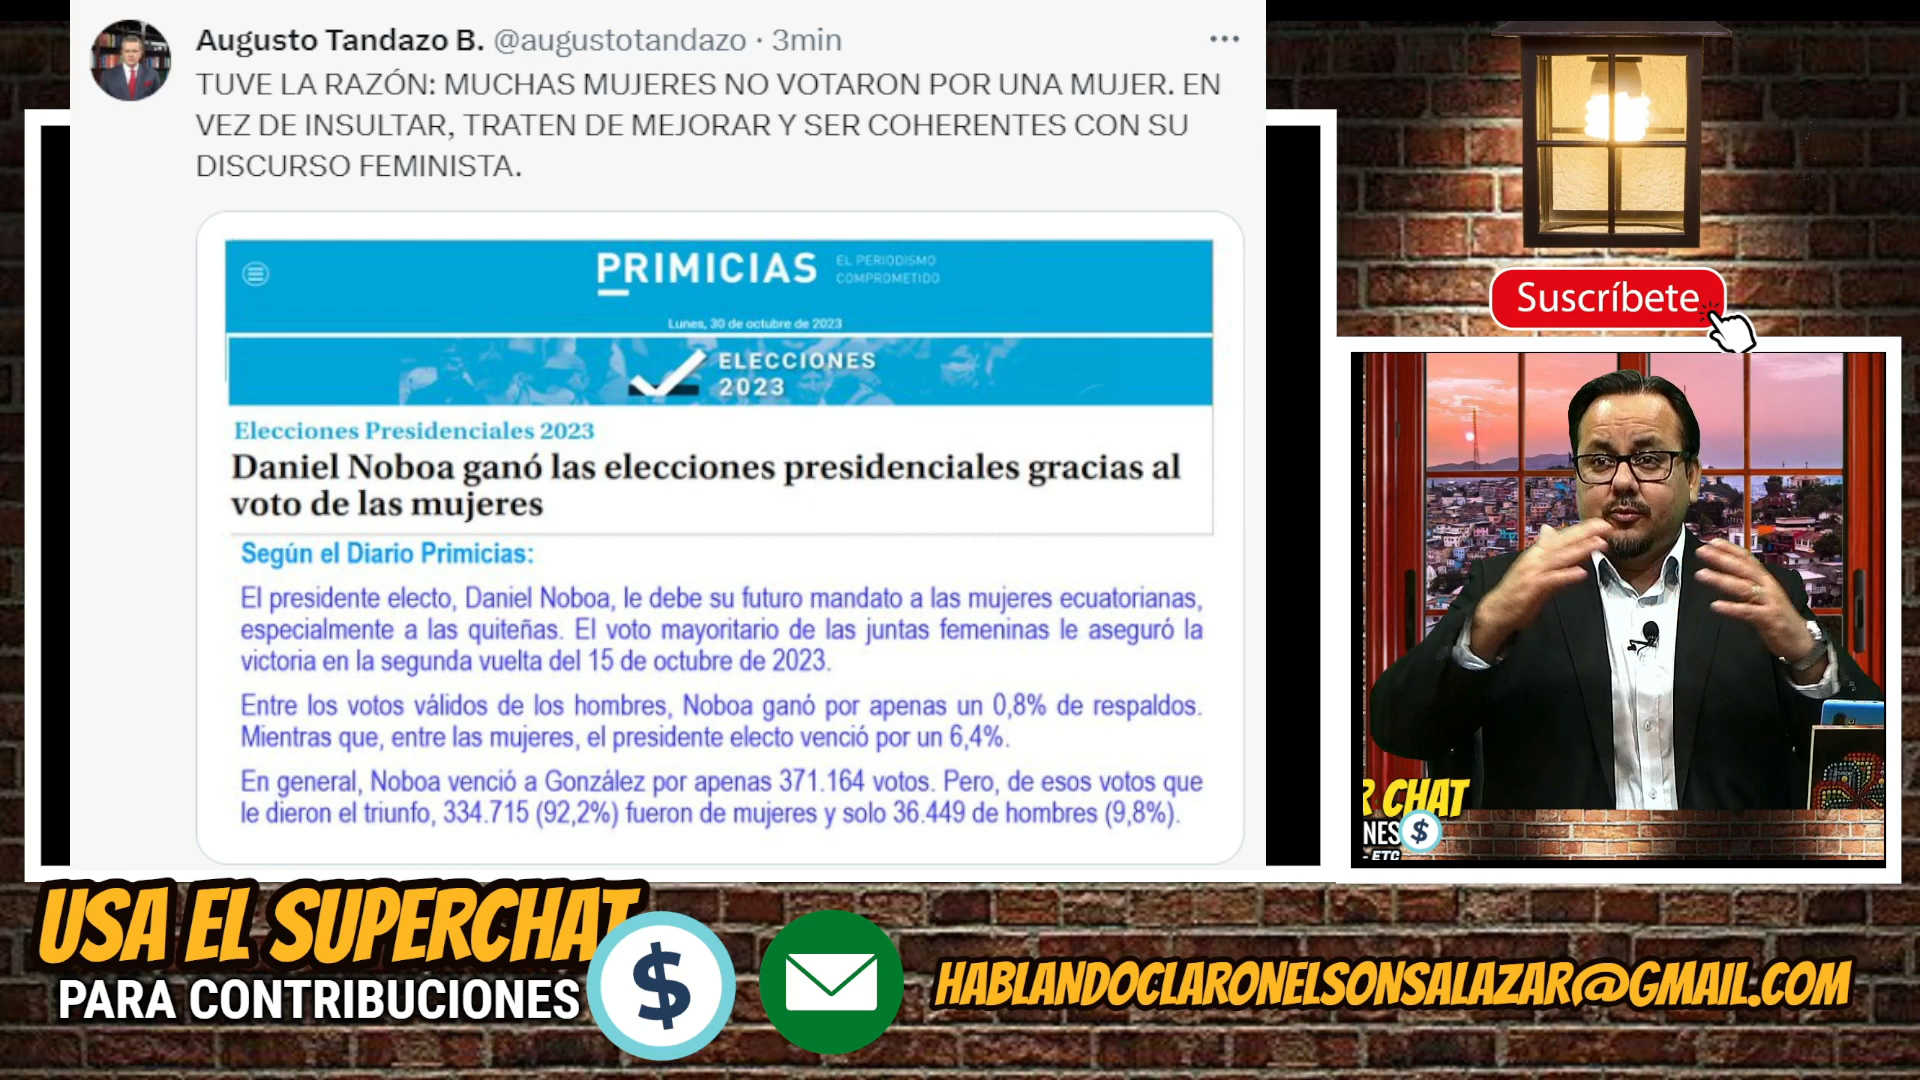 Augusto Tandazo B. @augustotandazo · 3min
TUVE LA RAZÓN: MUCHAS MUJERES NO VOTARON POR UNA MUJER. EN
VEZ DE INSULTAR, TRATEN DE MEJORAR Y SER COHERENTES CON SU
DISCURSO FEMINISTA.
PRIMICIAS
EL PERIODISMO
COMPROMETIDO
Lunes, 30 de octubre de 2023
ELECCIONES
2023
Elecciones Presidenciales 2023
Daniel Noboa ganó las elecciones presidenciales gracias al
voto de las mujeres
Según el Diario Primicias:
El presidente electo, Daniel Noboa, le debe su futuro mandato a las mujeres ecuatorianas,
especialmente a las quiteñas. El voto mayoritario de las juntas femeninas le aseguró la
victoria en la segunda vuelta del 15 de octubre de 2023.
Entre los votos válidos de los hombres, Noboa ganó por apenas un 0,8% de respaldos.
Mientras que, entre las mujeres, el presidente electo venció por un 6,4%.
En general, Noboa venció a González por apenas 371.164 votos. Pero, de esos votos que
le dieron el triunfo, 334.715 (92,2%) fueron de mujeres y solo 36.449 de hombres (9,8%).
Suscríbete
R CHAT
NES $
- ETC
USA EL SUPERCHAT
PARA CONTRIBUCIONES
$
HABLANDOCLARONELSONSALAZAR@GMAIL.COM